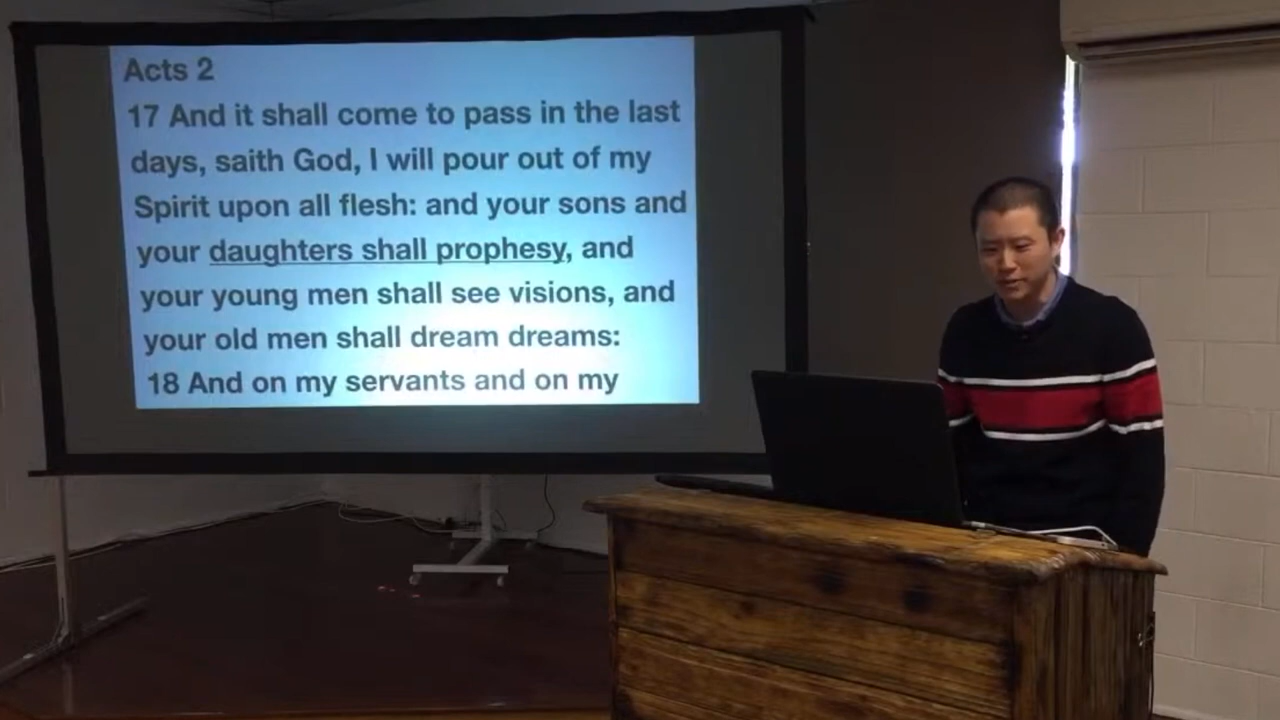 Acts 2
17 And it shall come to pass in the last
days, saith God, I will pour out of my
Spirit upon all flesh: and your sons and
your daughters shall prophesy, and
your young men shall see visions, and
your old men shall dream dreams:
18 And on my servants and on my